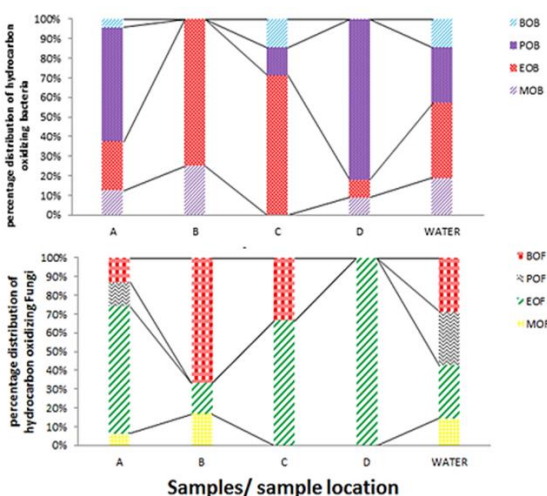 percentage distribution of hydrocarbon
oxidizing bacteria
100%
90%
80%
70%
60%
50%
40%
30%
20%
10%
0%
A B C D WATER
BOB
POB
EOB
MOB
percentage distribution of
hydrocarbon oxidizing Fungi
100%
90%
80%
70%
60%
50%
40%
30%
20%
10%
0%
A B C D WATER
BOF
POF
EOF
MOF
Samples/ sample location